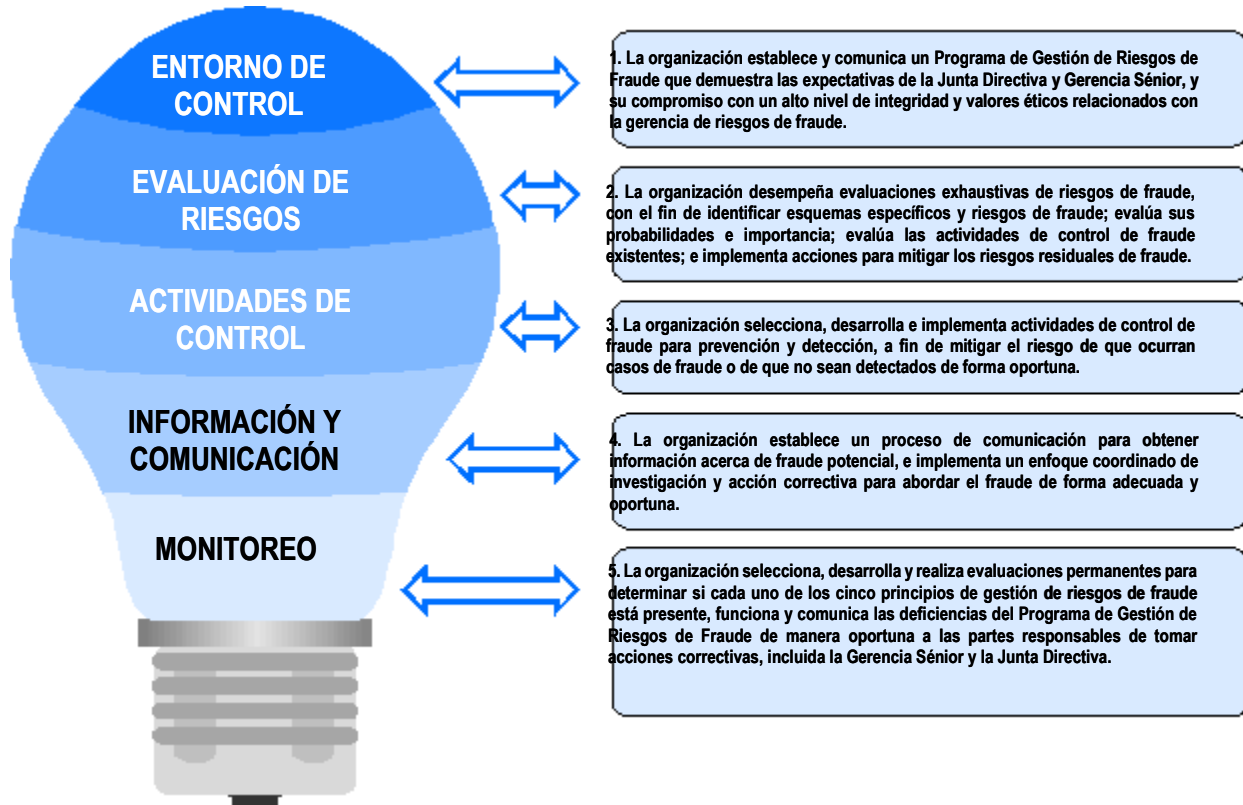 ENTORNO DE
CONTROL
1. La organización establece y comunica un Programa de Gestión de Riesgos de
Fraude que demuestra las expectativas de la Junta Directiva y Gerencia Sénior, y
su compromiso con un alto nivel de integridad y valores éticos relacionados con
la gerencia de riesgos de fraude.
EVALUACIÓN DE
RIESGOS
2. La organización desempeña evaluaciones exhaustivas de riesgos de fraude,
con el fin de identificar esquemas específicos y riesgos de fraude; evalúa sus
probabilidades e importancia; evalúa las actividades de control de fraude
existentes; e implementa acciones para mitigar los riesgos residuales de fraude.
ACTIVIDADES DE
CONTROL
3. La organización selecciona, desarrolla e implementa actividades de control de
fraude para prevención y detección, a fin de mitigar el riesgo de que ocurran
casos de fraude o de que no sean detectados de forma oportuna.
INFORMACIÓN Y
COMUNICACIÓN
4. La organización establece un proceso de comunicación para obtener
información acerca de fraude potencial, e implementa un enfoque coordinado de
investigación y acción correctiva para abordar el fraude de forma adecuada y
oportuna.
MONITOREO
5. La organización selecciona, desarrolla y realiza evaluaciones permanentes para
determinar si cada uno de los cinco principios de gestión de riesgos de fraude
está presente, funciona y comunica las deficiencias del Programa de Gestión de
Riesgos de Fraude de manera oportuna a las partes responsables de tomar
acciones correctivas, incluida la Gerencia Sénior y la Junta Directiva.